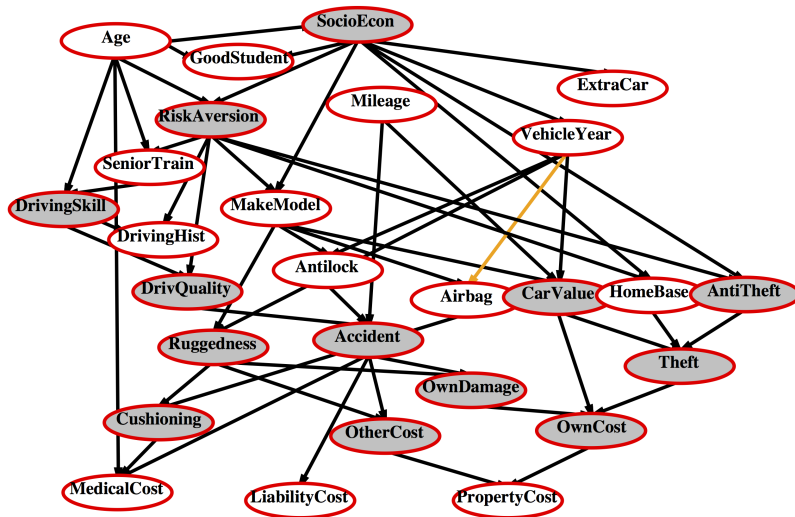 SocioEcon
Age
GoodStudent
ExtraCar
Mileage
RiskAversion
VehicleYear
SeniorTrain
DrivingSkill
MakeModel
DrivingHist
Antilock
DrivQuality
Airbag
CarValue
HomeBase
AntiTheft
Ruggedness
Accident
Theft
OwnDamage
Cushioning
OtherCost
OwnCost
MedicalCost
LiabilityCost
PropertyCost